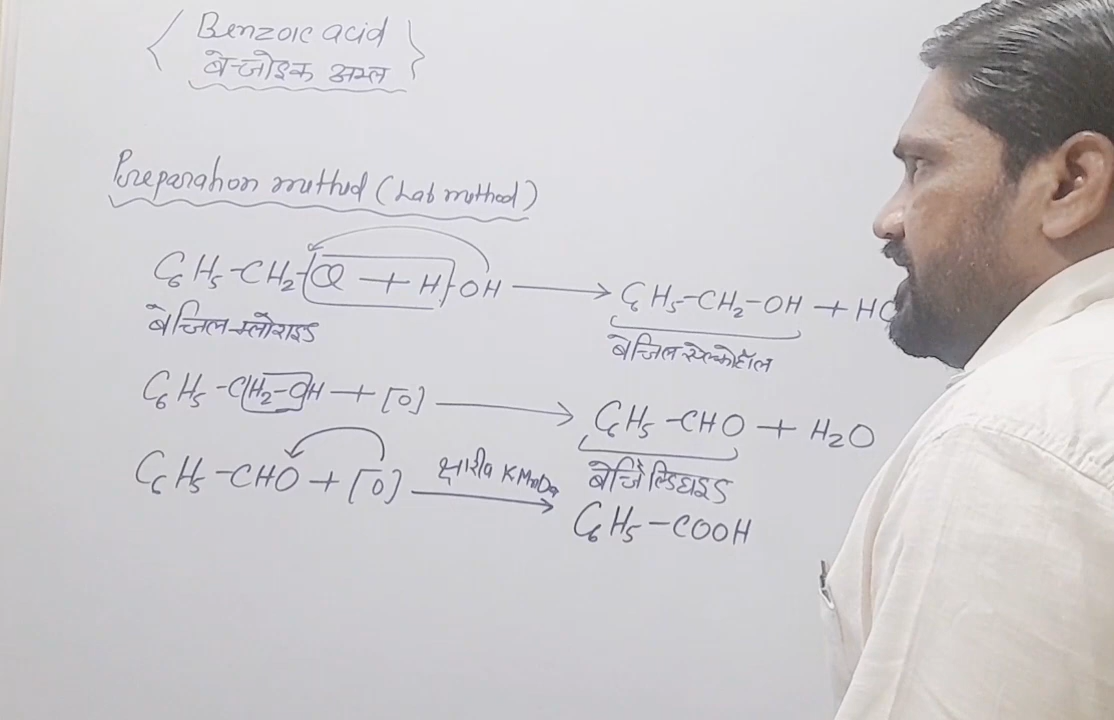 Benzoic acid
बेन्जोइक अम्ल
Preparation method (Lab method)
C6H5-CH2-Cl + H-OH → C6H5-CH2-OH + HC
बेन्जिल क्लोराइड बेन्जिल एल्कोहॉल
C6H5-CH2-OH + [O] → C6H5-CHO + H2O
बेन्जिल्डिहाइड
C6H5-CHO + [O] क्षारीय KMnO4 → C6H5-COOH